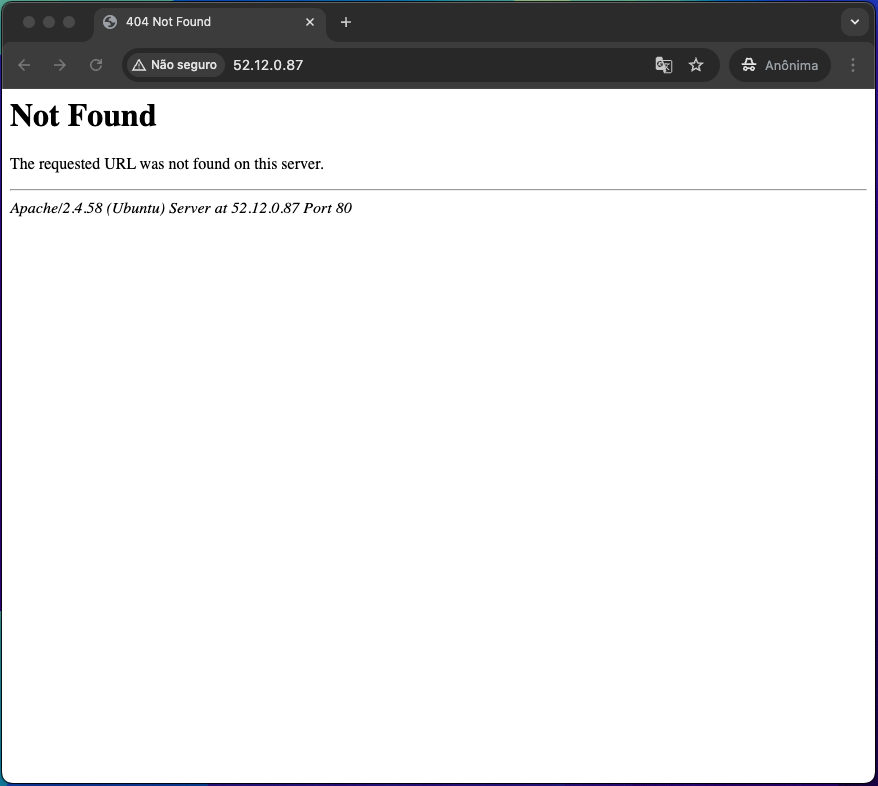 404 Not Found
Não seguro 52.12.0.87 Anônima
Not Found
The requested URL was not found on this server.
Apache/2.4.58 (Ubuntu) Server at 52.12.0.87 Port 80